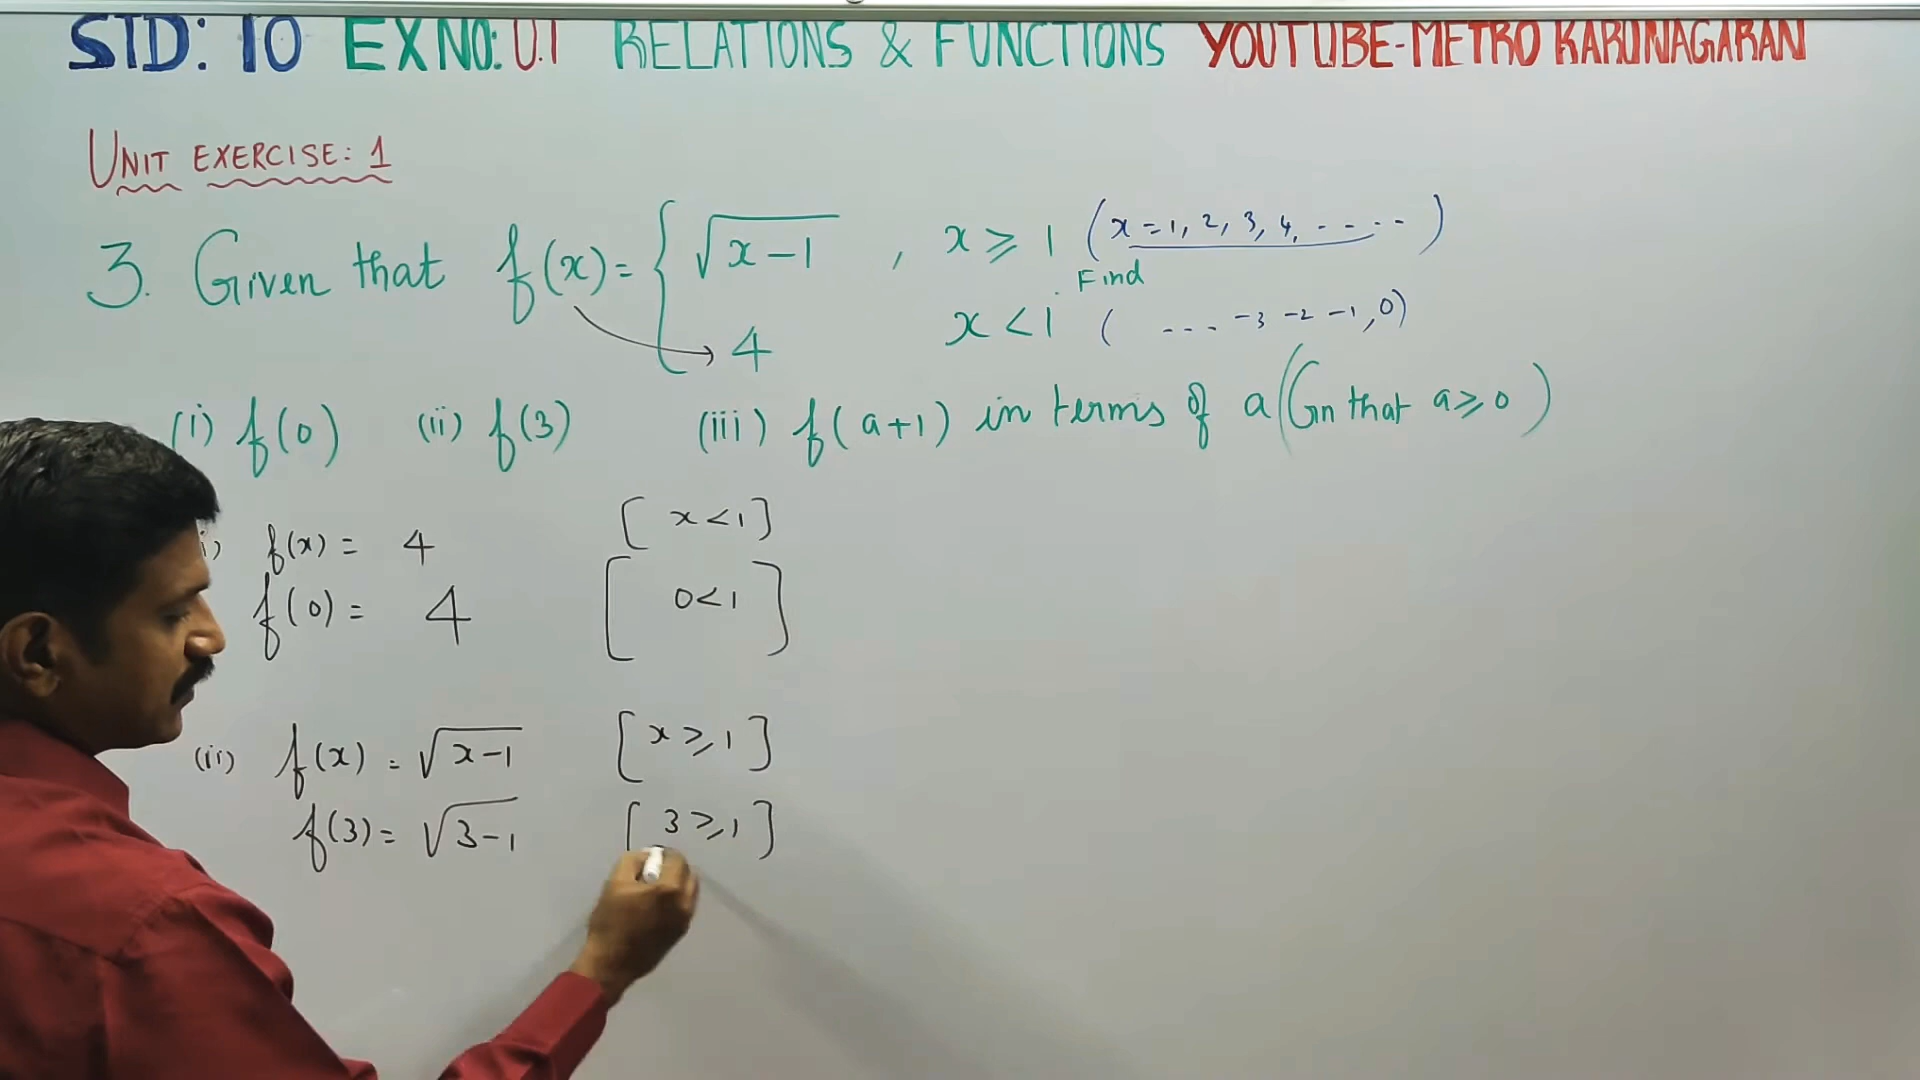 STD: 10 EX NO: U.1 RELATIONS & FUNCTIONS YOUTUBE-METRO KARUNAGARAN
UNIT EXERCISE: 1
3. Given that f(x) = { √(x-1) , x ⩾ 1 (x = 1, 2, 3, 4, - - - - -)
Find
4 x < 1 ( - - - -3 -2 -1, 0)
(i) f(0) (ii) f(3) (iii) f(a+1) in terms of a (Gn that a ⩾ 0)
i) f(x) = 4 [x < 1]
f(0) = 4 [0 < 1]
(ii) f(x) = √(x-1) [x ⩾ 1]
f(3) = √(3-1) [3 ⩾ 1]